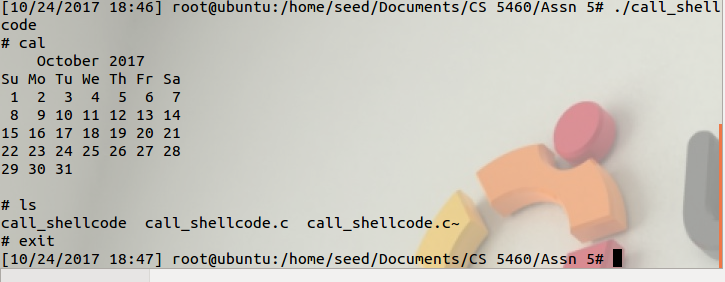 [10/24/2017 18:46] root@ubuntu:/home/seed/Documents/CS 5460/Assn 5# ./call_shell
code
# cal
    October 2017
Su Mo Tu We Th Fr Sa
 1  2  3  4  5  6  7
 8  9 10 11 12 13 14
15 16 17 18 19 20 21
22 23 24 25 26 27 28
29 30 31

# ls
call_shellcode  call_shellcode.c  call_shellcode.c~
# exit
[10/24/2017 18:47] root@ubuntu:/home/seed/Documents/CS 5460/Assn 5#